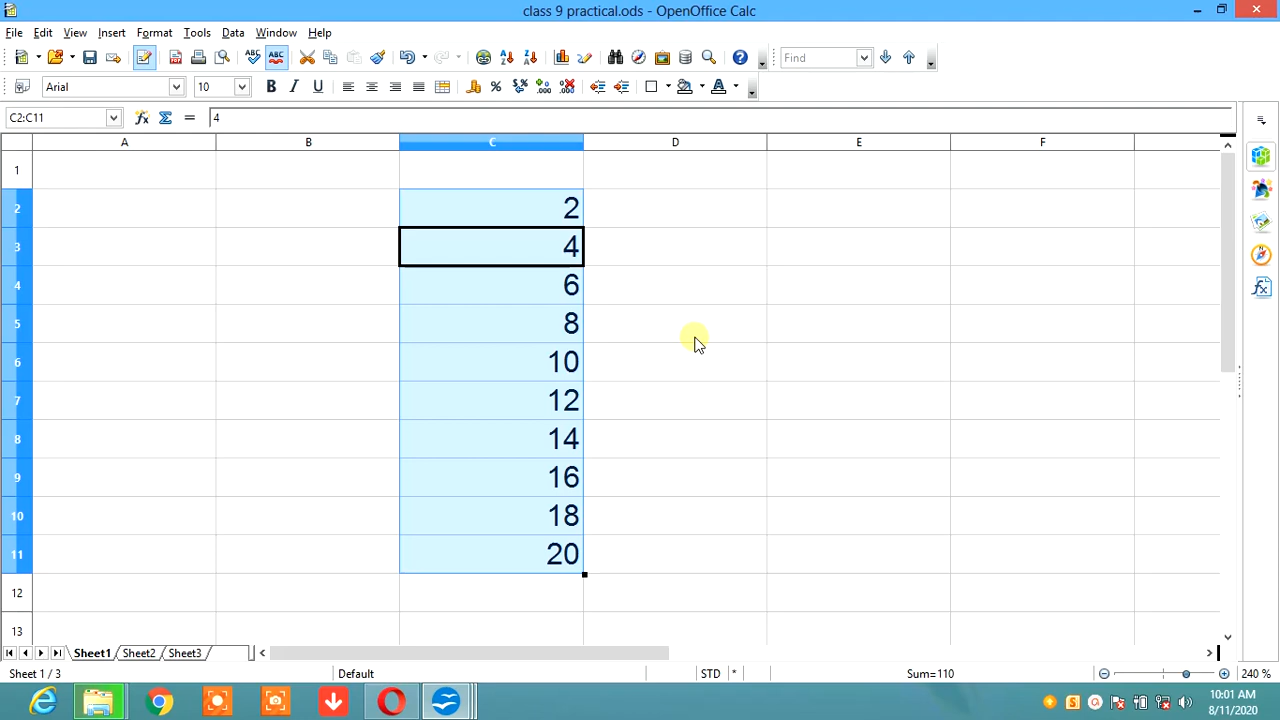 class 9 practical.ods - OpenOffice Calc
File Edit View Insert Format Tools Data Window Help
ABC ABC Find
Arial 10 B I U % A
C2:C11 4
A B C D E F
1
2 2
3 4
4 6
5 8
6 10
7 12
8 14
9 16
10 18
11 20
12
13
Sheet1 Sheet2 Sheet3
Sheet 1 / 3 Default STD * Sum=110 240 %
10:01 AM
8/11/2020